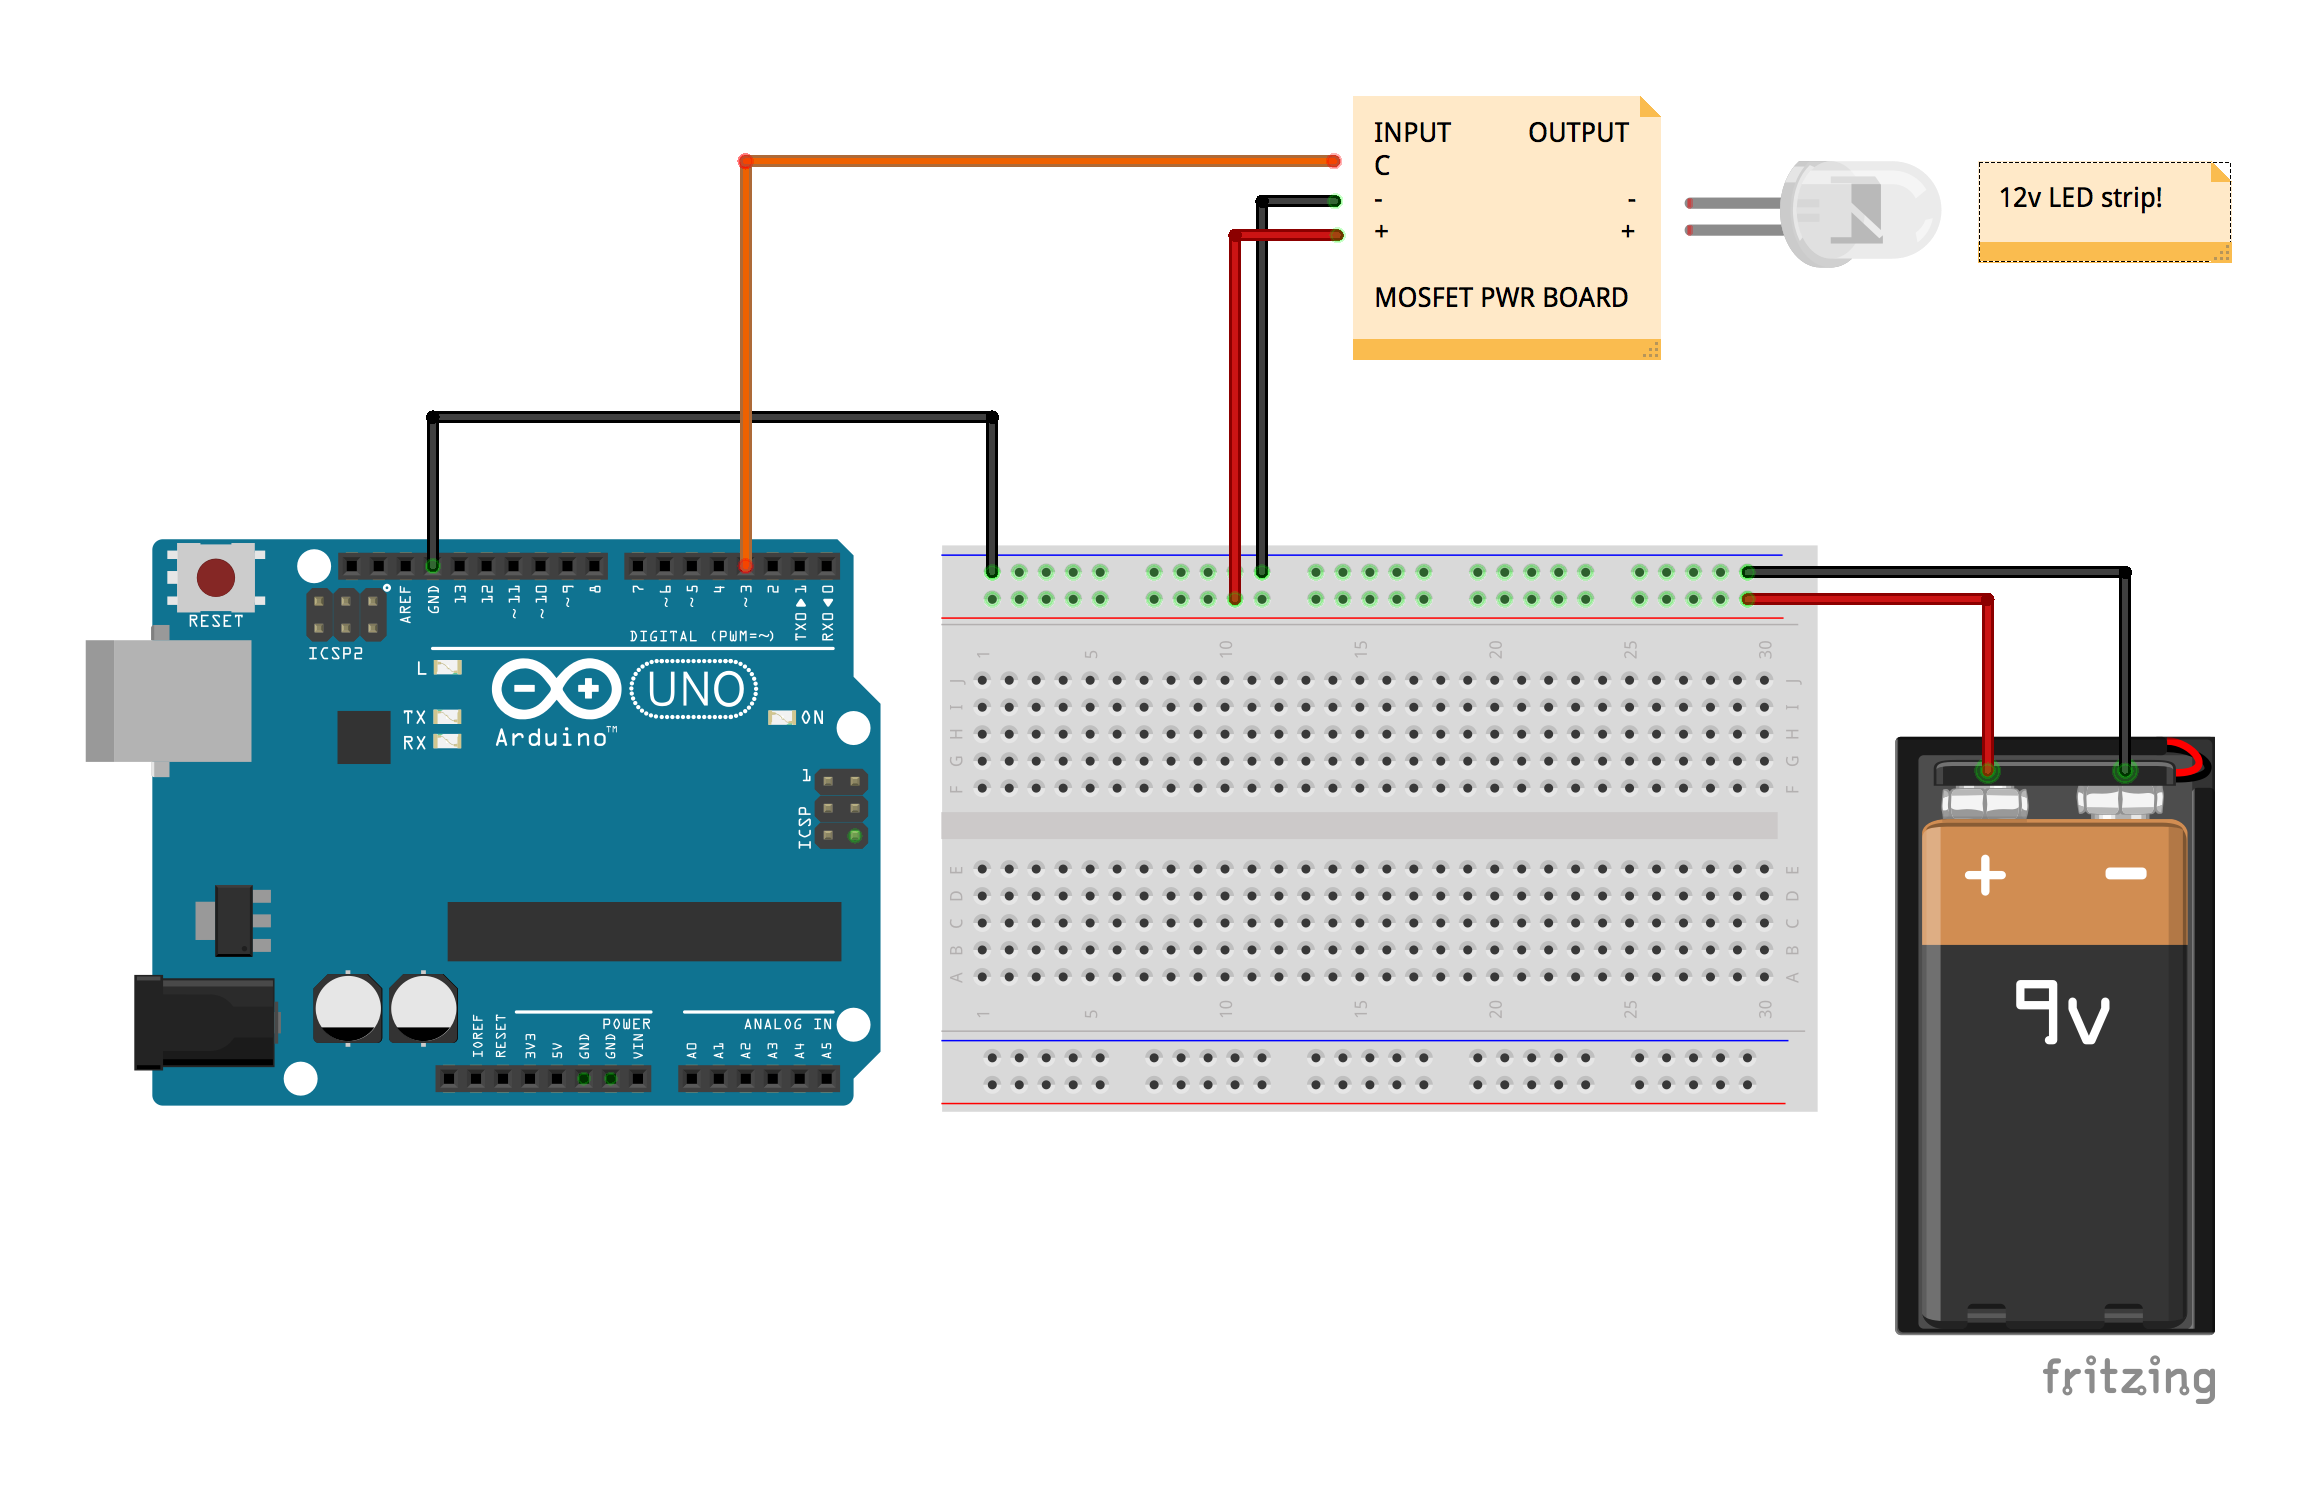 INPUT OUTPUT
C
- -
+ +
MOSFET PWR BOARD
12v LED strip!
RESET
ICSP2
AREF
GND
13
12
~11
~10
~9
8
7
~6
~5
4
~3
2
TX0▶1
RX0◀0
DIGITAL (PWM=~)
L
TX
RX
UNO
ON
Arduino™
1
ICSP
IOREF
RESET
3V3
5V
GND
GND
VIN
POWER
A0
A1
A2
A3
A4
A5
ANALOG IN
1 5 10 15 20 25 30
J J
I I
H H
G G
F F
E E
D D
C C
B B
A A
1 5 10 15 20 25 30
+ -
9v
fritzing